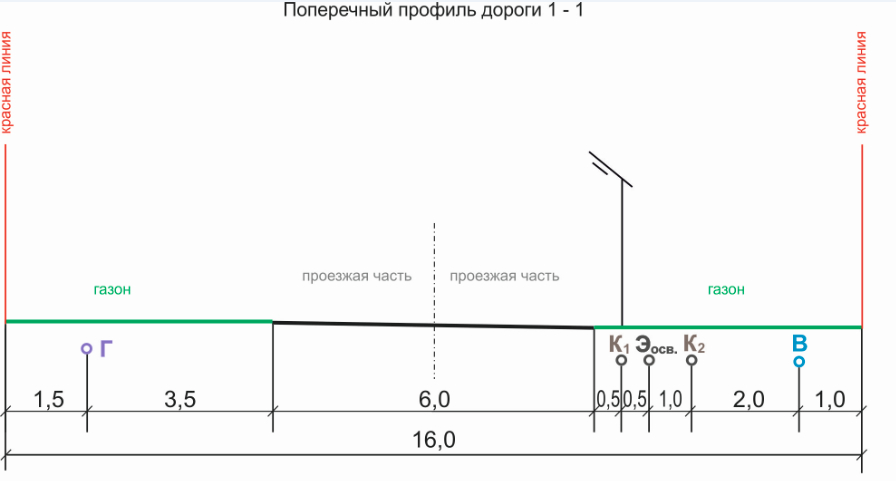 Поперечный профиль дороги 1 - 1
красная линия
красная линия
проезжая часть
проезжая часть
газон
газон
Г
К1
Эосв.
К2
В
1,5
3,5
6,0
0,5
0,5
1,0
2,0
1,0
16,0